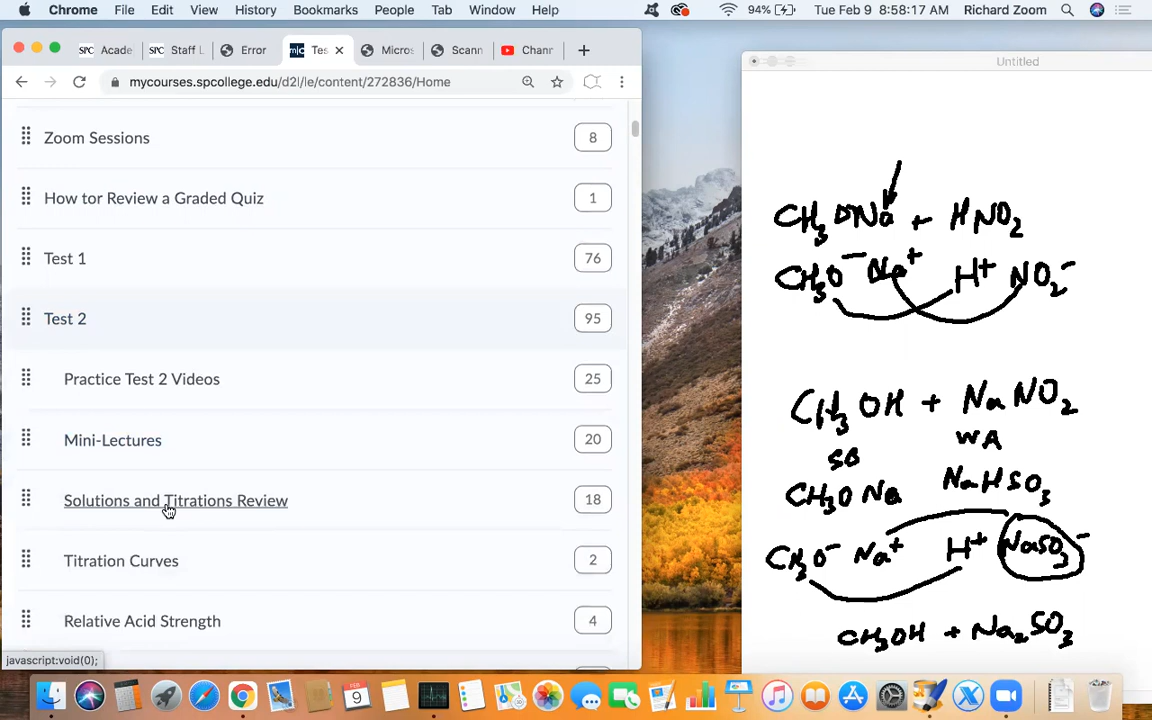 Chrome File Edit View History Bookmarks People Tab Window Help 94% Tue Feb 9 8:58:17 AM Richard Zoom
SPC Acade SPC Staff L Error m|c Tes Micros Scann Chann
mycourses.spcollege.edu/d2l/le/content/272836/Home
Zoom Sessions 8
How tor Review a Graded Quiz 1
Test 1 76
Test 2 95
Practice Test 2 Videos 25
Mini-Lectures 20
Solutions and Titrations Review 18
Titration Curves 2
Relative Acid Strength 4
javascript:void(0);
Untitled
CH3ONa + HNO2
CH3O⁻ Na⁺ H⁺ NO2⁻
CH3OH + NaNO2
SB WA
CH3ONa NaHSO3
CH3O⁻ Na⁺ H⁺ NaSO3⁻
CH3OH + Na2SO3
9